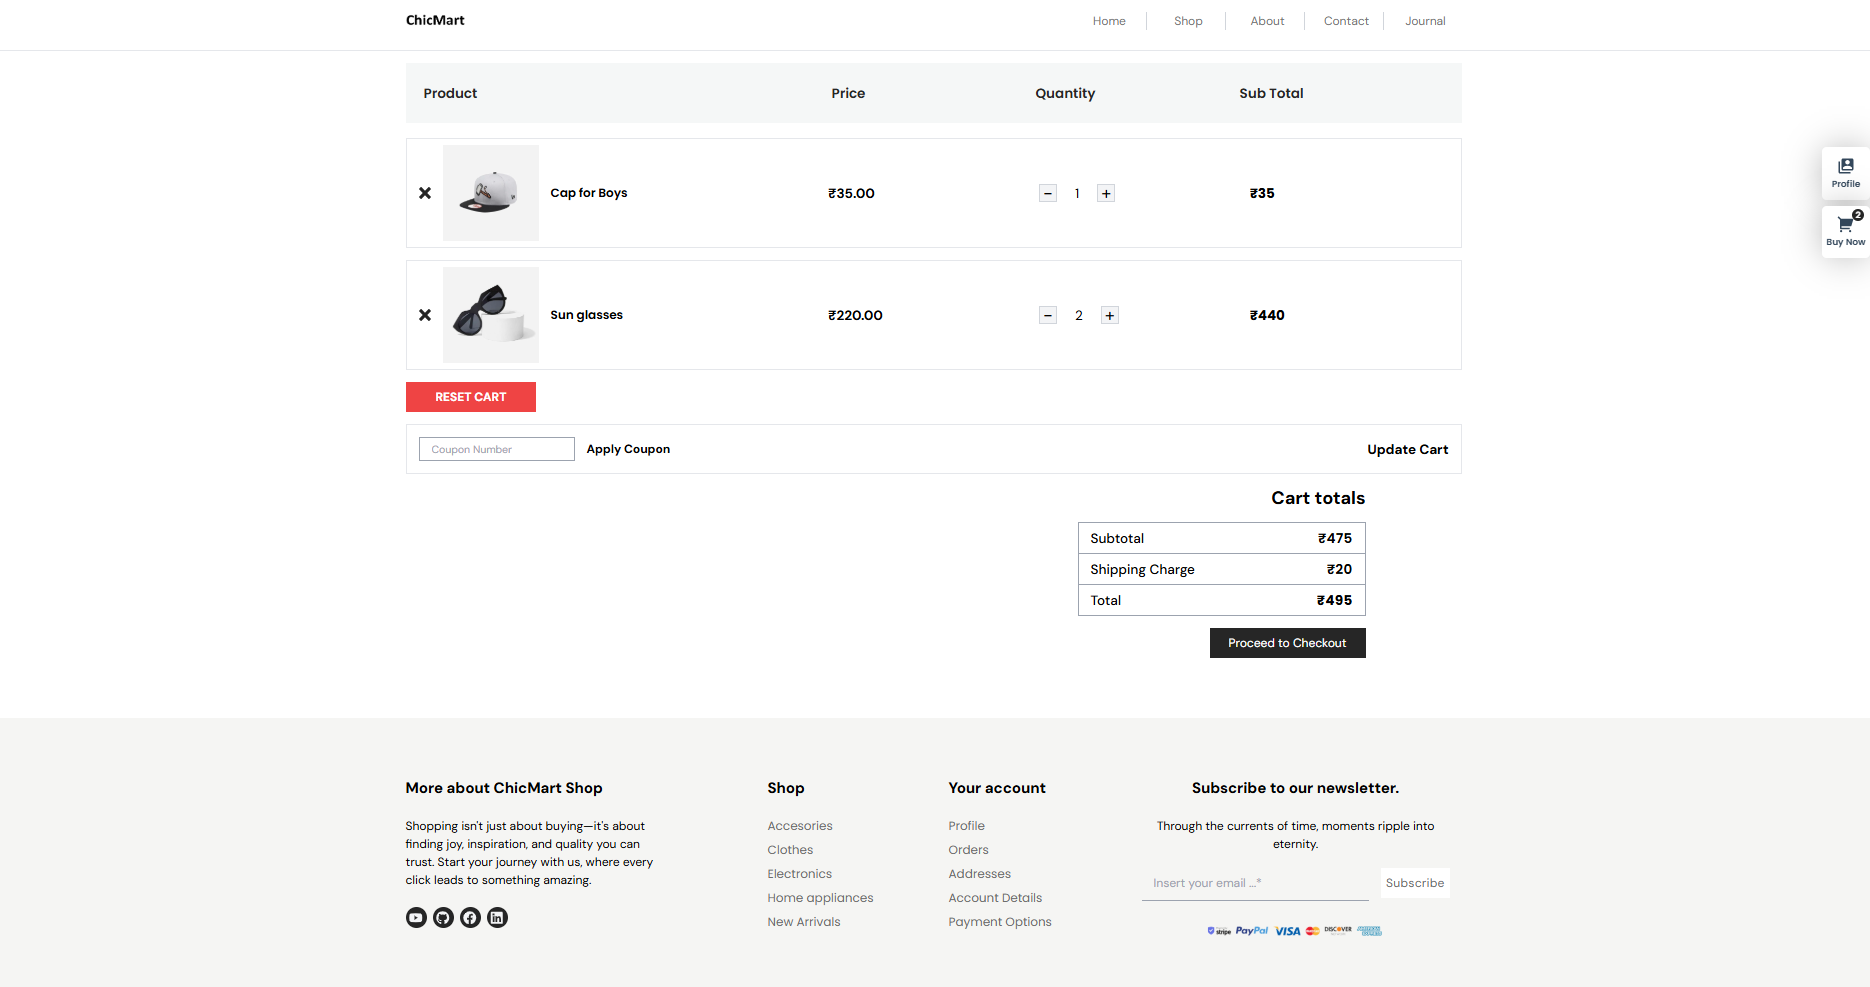 ChicMart
Home Shop About Contact Journal
Product Price Quantity Sub Total
Cap for Boys ₹35.00 − 1 + ₹35
Sun glasses ₹220.00 − 2 + ₹440
RESET CART
Coupon Number Apply Coupon Update Cart
Cart totals
Subtotal ₹475
Shipping Charge ₹20
Total ₹495
Proceed to Checkout
Profile
2
Buy Now
More about ChicMart Shop
Shopping isn't just about buying—it's about
finding joy, inspiration, and quality you can
trust. Start your journey with us, where every
click leads to something amazing.
Shop
Accesories
Clothes
Electronics
Home appliances
New Arrivals
Your account
Profile
Orders
Addresses
Account Details
Payment Options
Subscribe to our newsletter.
Through the currents of time, moments ripple into
eternity.
Insert your email ...* Subscribe
stripe PayPal VISA DISCOVER